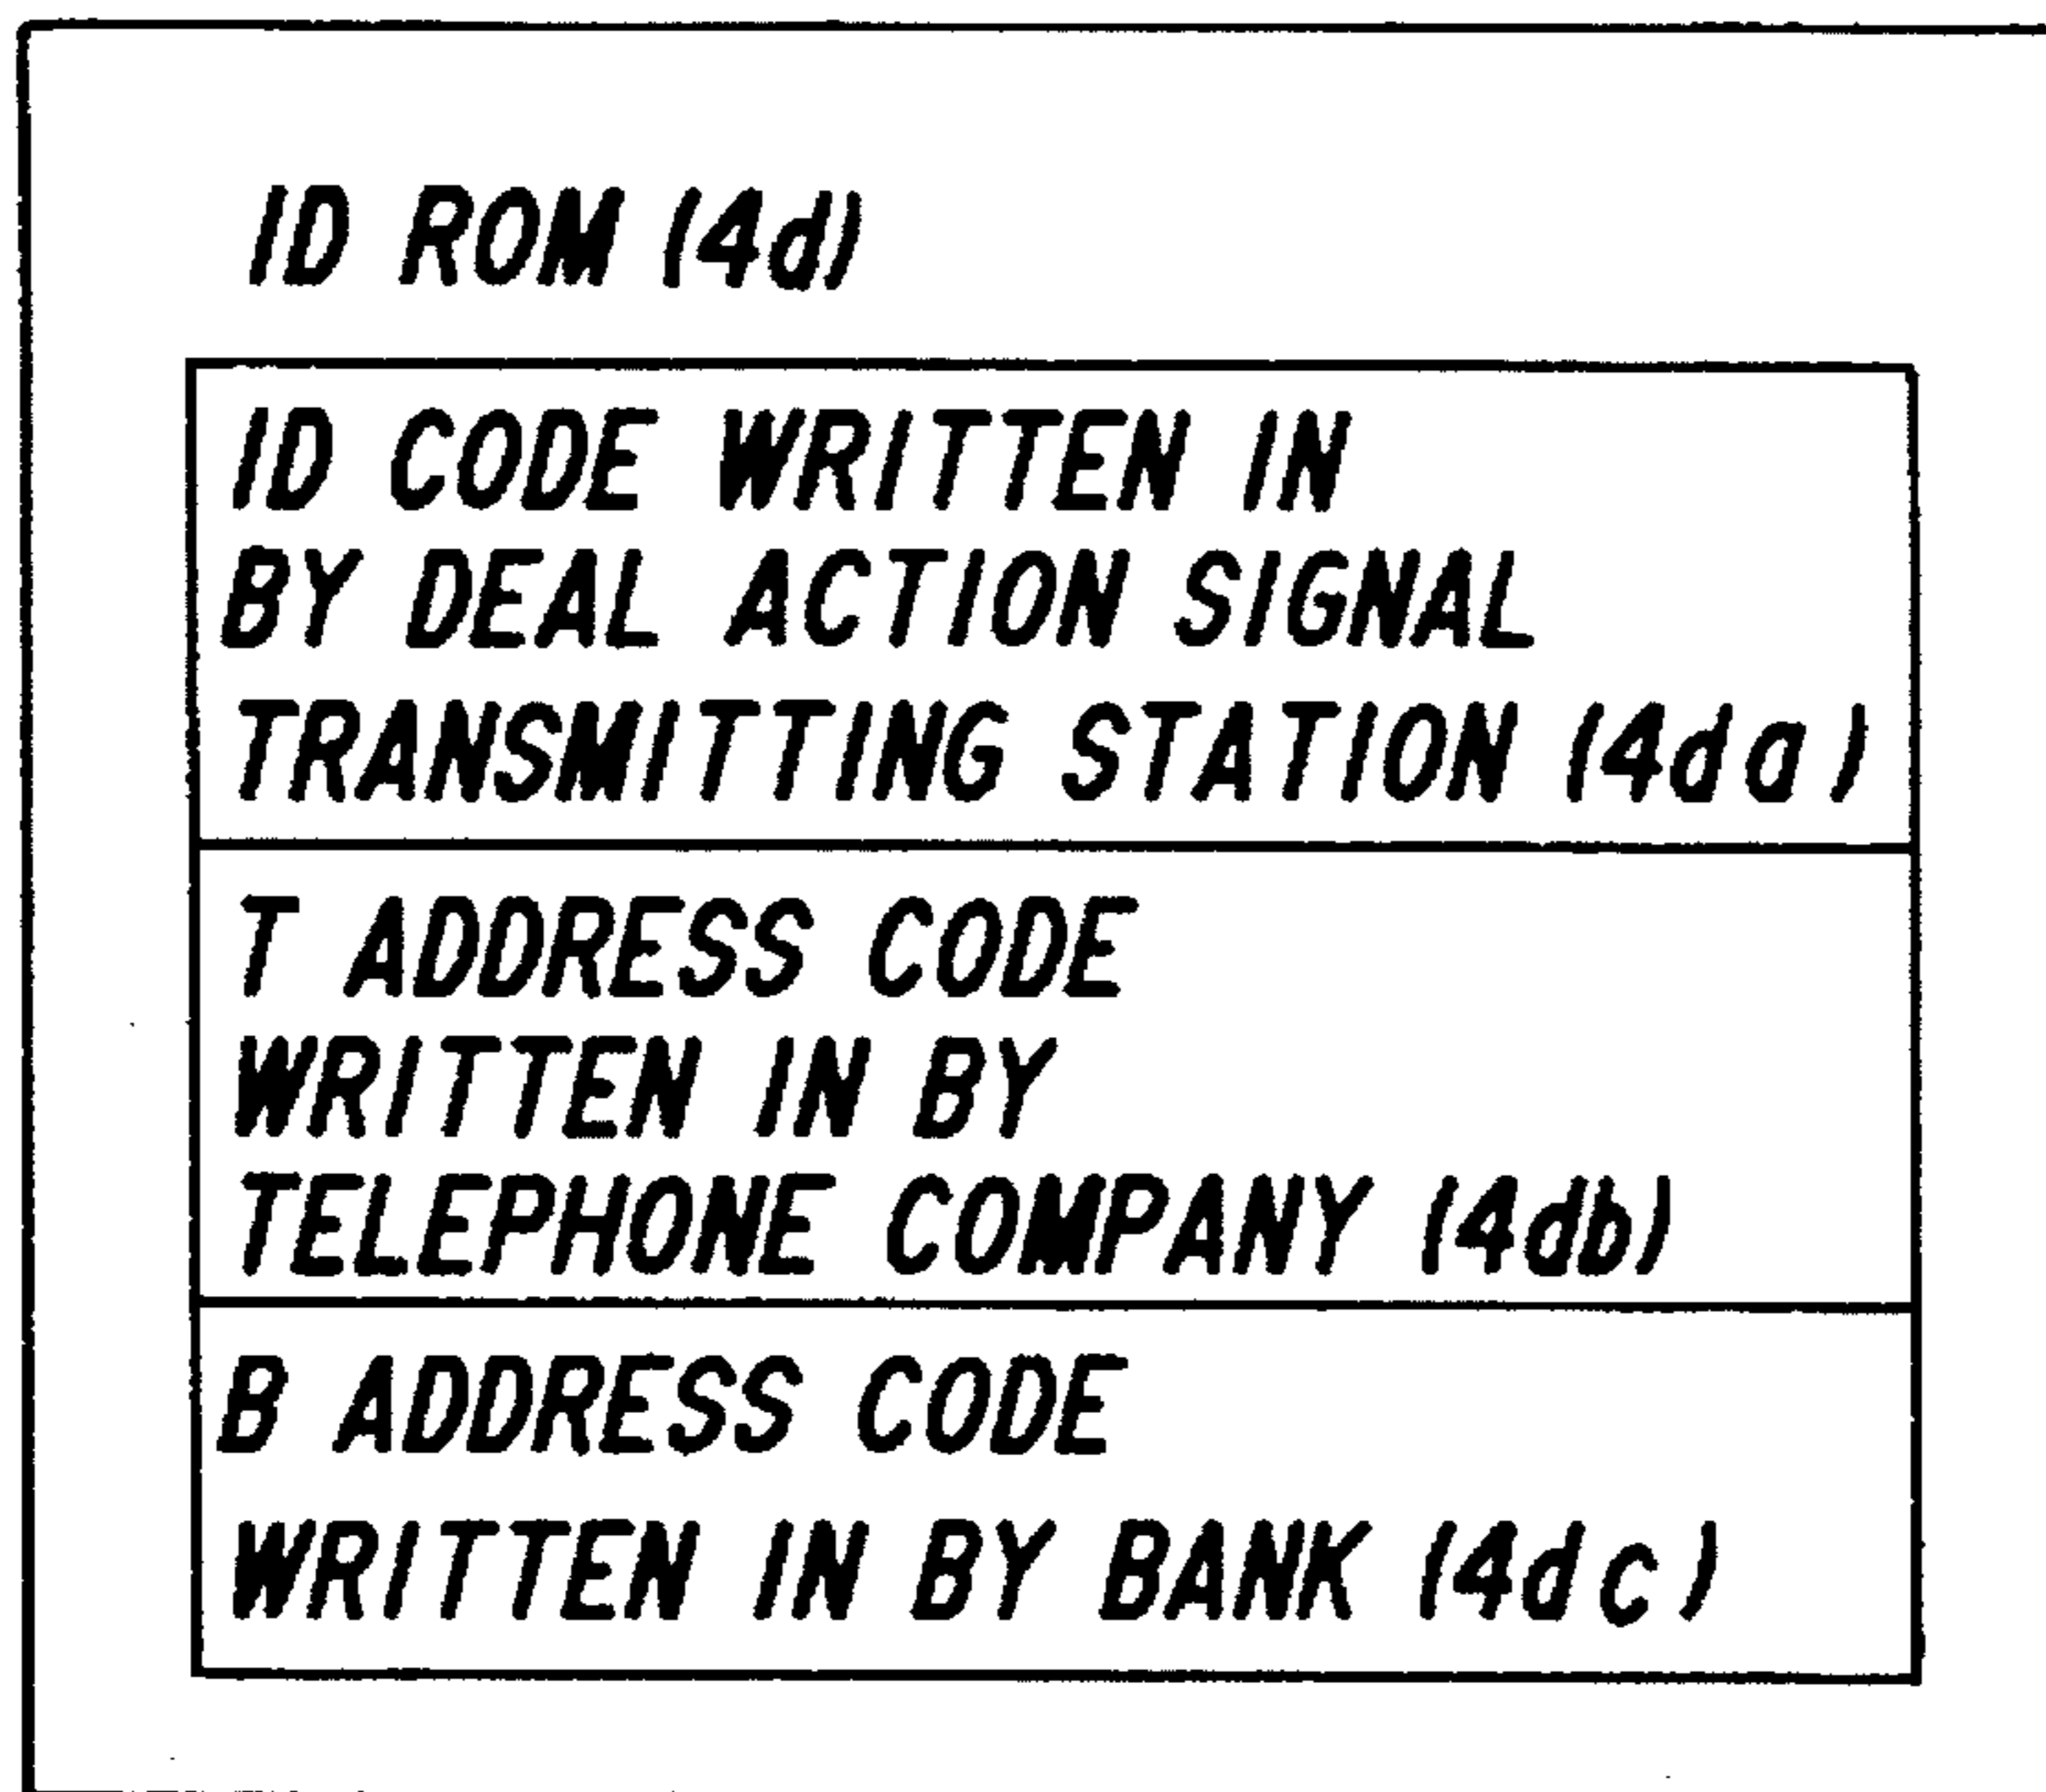 ID ROM (4d)
ID CODE WRITTEN IN
BY DEAL ACTION SIGNAL
TRANSMITTING STATION (4da)
T ADDRESS CODE
WRITTEN IN BY
TELEPHONE COMPANY (4db)
B ADDRESS CODE
WRITTEN IN BY BANK (4dc)